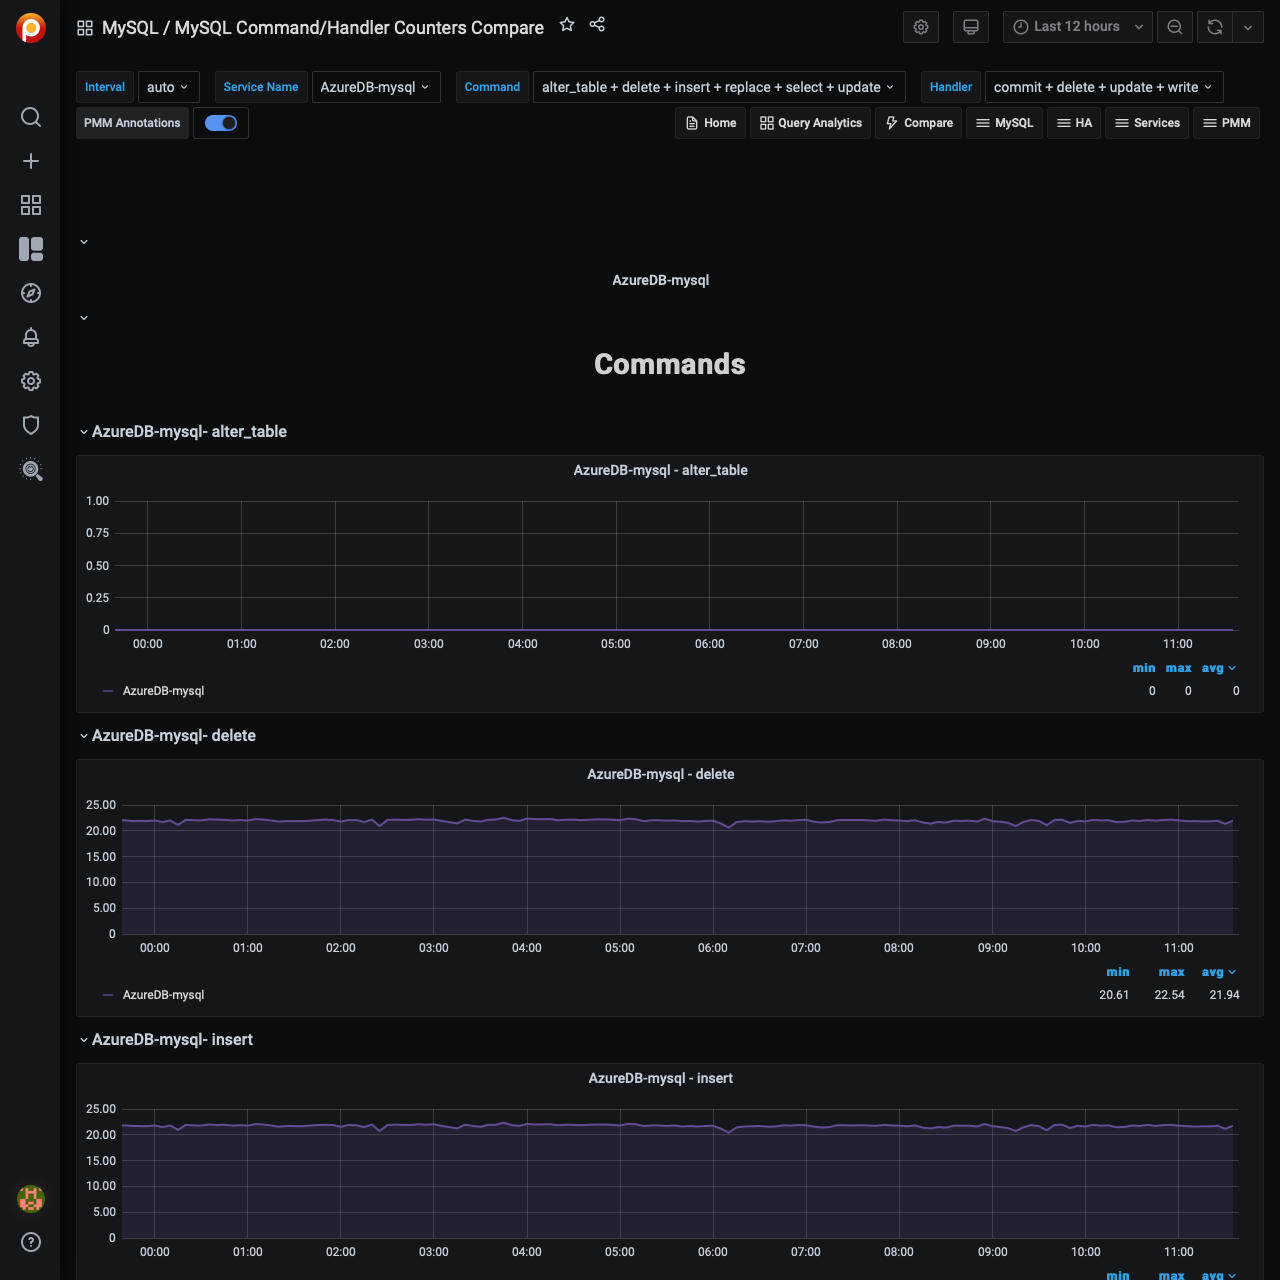 MySQL / MySQL Command/Handler Counters Compare
Last 12 hours
Interval auto Service Name AzureDB-mysql Command alter_table + delete + insert + replace + select + update Handler commit + delete + update + write
PMM Annotations Home Query Analytics Compare MySQL HA Services PMM
AzureDB-mysql
Commands
AzureDB-mysql- alter_table
AzureDB-mysql - alter_table
1.00
0.75
0.50
0.25
0
00:00 01:00 02:00 03:00 04:00 05:00 06:00 07:00 08:00 09:00 10:00 11:00
min max avg
AzureDB-mysql 0 0 0
AzureDB-mysql- delete
AzureDB-mysql - delete
25.00
20.00
15.00
10.00
5.00
0
00:00 01:00 02:00 03:00 04:00 05:00 06:00 07:00 08:00 09:00 10:00 11:00
min max avg
AzureDB-mysql 20.61 22.54 21.94
AzureDB-mysql- insert
AzureDB-mysql - insert
25.00
20.00
15.00
10.00
5.00
0
00:00 01:00 02:00 03:00 04:00 05:00 06:00 07:00 08:00 09:00 10:00 11:00
min max avg